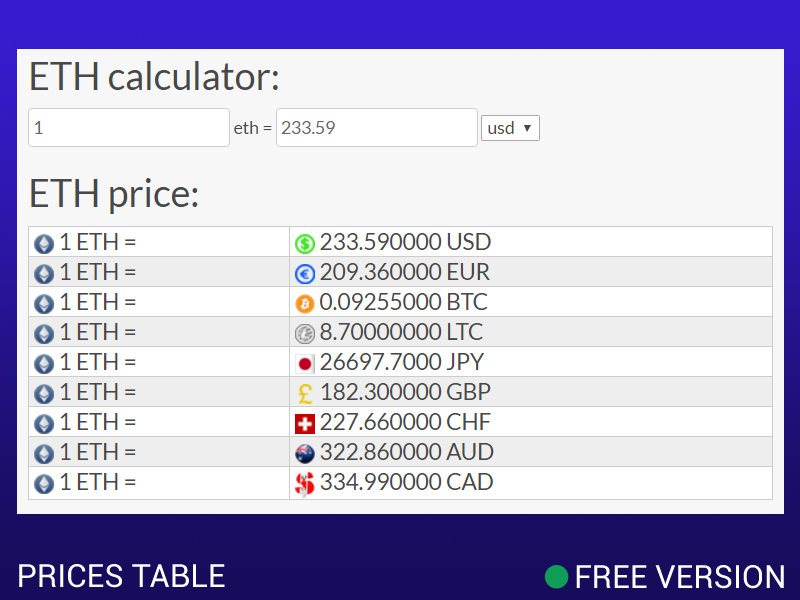 ETH calculator:
1 eth = 233.59 usd ▼
ETH price:
1 ETH = 233.590000 USD
1 ETH = 209.360000 EUR
1 ETH = 0.09255000 BTC
1 ETH = 8.70000000 LTC
1 ETH = 26697.7000 JPY
1 ETH = 182.300000 GBP
1 ETH = 227.660000 CHF
1 ETH = 322.860000 AUD
1 ETH = 334.990000 CAD
PRICES TABLE
FREE VERSION